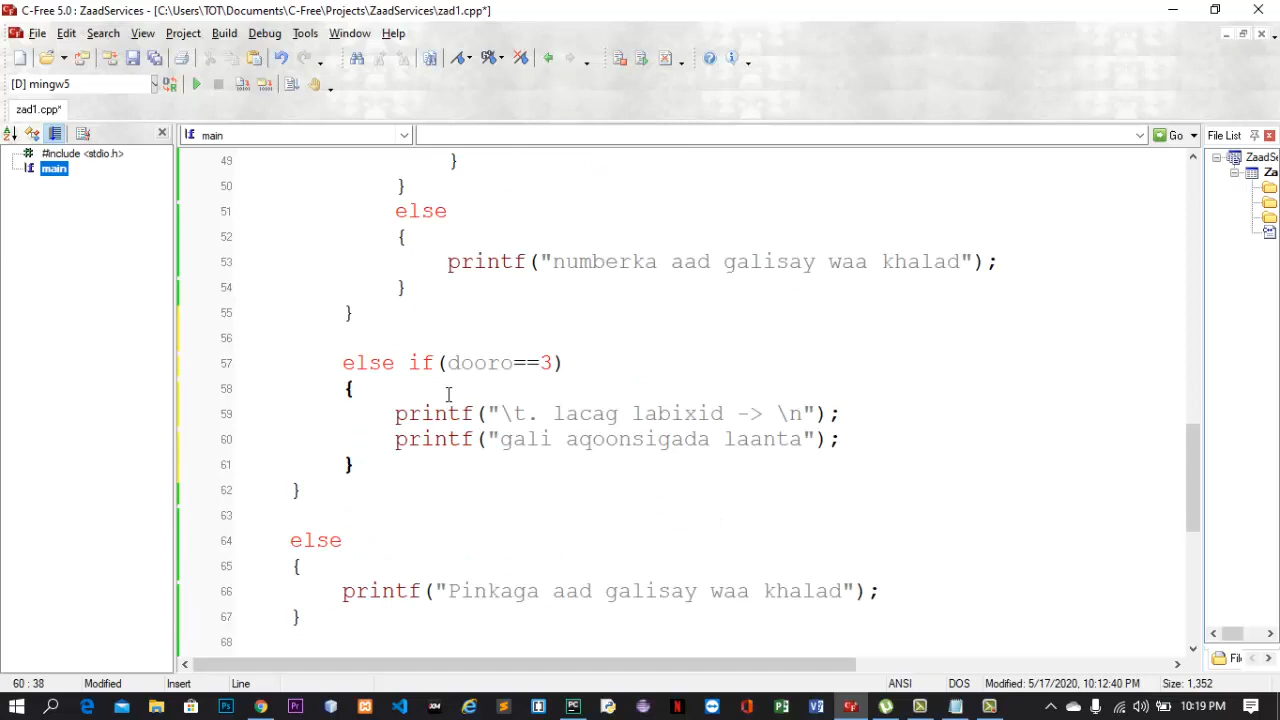 C-Free 5.0 : ZaadServices - [C:\Users\TOT\Documents\C-Free\Projects\ZaadServices\zad1.cpp*]
File Edit Search View Project Build Debug Tools Window Help
[D] mingw5
zad1.cpp*
main
Go
File List
#include <stdio.h>
main
ZaadSe
Za
49 }
50 }
51 else
52 {
53 printf("numberka aad galisay waa khalad");
54 }
55 }
56
57 else if(dooro==3)
58 {
59 printf("\t. lacag labixid -> \n");
60 printf("gali aqoonsigada laanta");
61 }
62 }
63
64 else
65 {
66 printf("Pinkaga aad galisay waa khalad");
67 }
68
File
60 : 38 Modified Insert Line ANSI DOS Modified: 5/17/2020, 10:12:40 PM Size: 1,352
10:19 PM